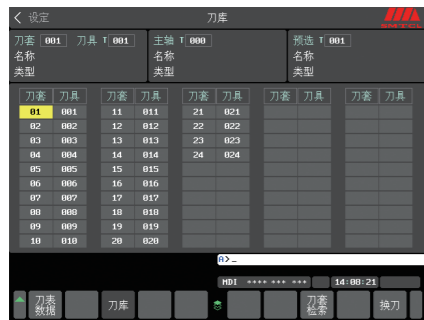 设定 刀库
SMTCL
刀套 001 刀具 T 001 主轴 T 000 预选 T 001
名称 名称 名称
类型 类型 类型
刀套 刀具 刀套 刀具 刀套 刀具 刀套 刀具 刀套 刀具
01 001 11 011 21 021
02 002 12 012 22 022
03 003 13 013 23 023
04 004 14 014 24 024
05 005 15 015
06 006 16 016
07 007 17 017
08 008 18 018
09 009 19 019
10 010 20 020
A>_
MDI **** *** *** 14:08:21
刀表数据 刀库 刀套检索 换刀